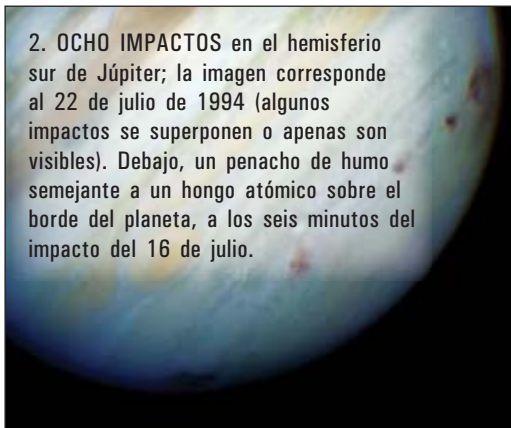 2. OCHO IMPACTOS en el hemisferio
sur de Júpiter; la imagen corresponde
al 22 de julio de 1994 (algunos
impactos se superponen o apenas son
visibles). Debajo, un penacho de humo
semejante a un hongo atómico sobre el
borde del planeta, a los seis minutos del
impacto del 16 de julio.